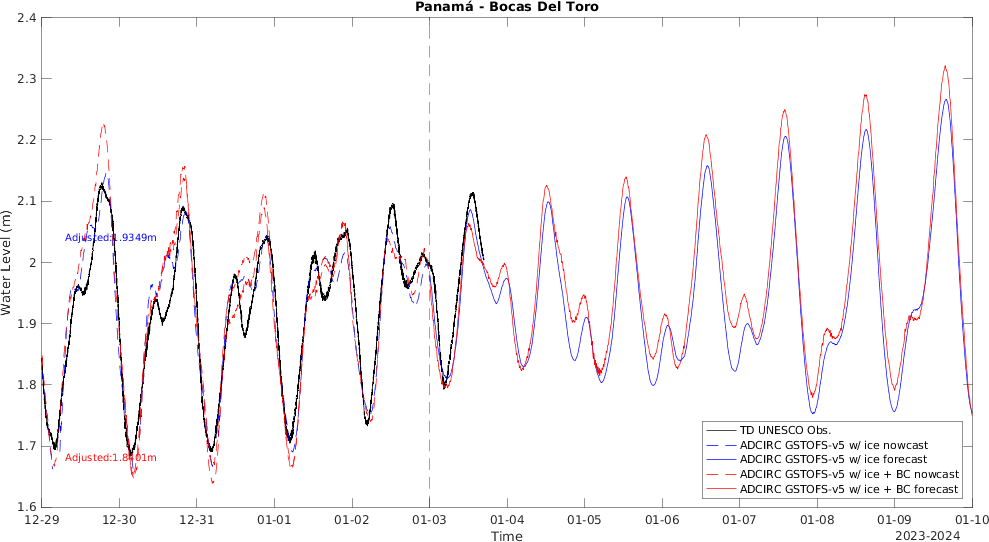 Panamá - Bocas Del Toro
2.4
2.3
2.2
2.1
2
1.9
1.8
1.7
1.6
Water Level (m)
Adjusted:1.9349m
Adjusted:1.8401m
TD UNESCO Obs.
ADCIRC GSTOFS-v5 w/ ice nowcast
ADCIRC GSTOFS-v5 w/ ice forecast
ADCIRC GSTOFS-v5 w/ ice + BC nowcast
ADCIRC GSTOFS-v5 w/ ice + BC forecast
12-29 12-30 12-31 01-01 01-02 01-03 01-04 01-05 01-06 01-07 01-08 01-09 01-10
Time
2023-2024